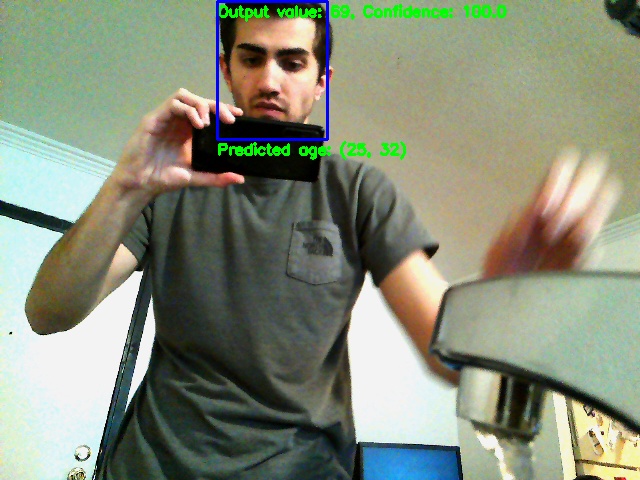 Output value: 69, Confidence: 100.0
Predicted age: (25, 32)